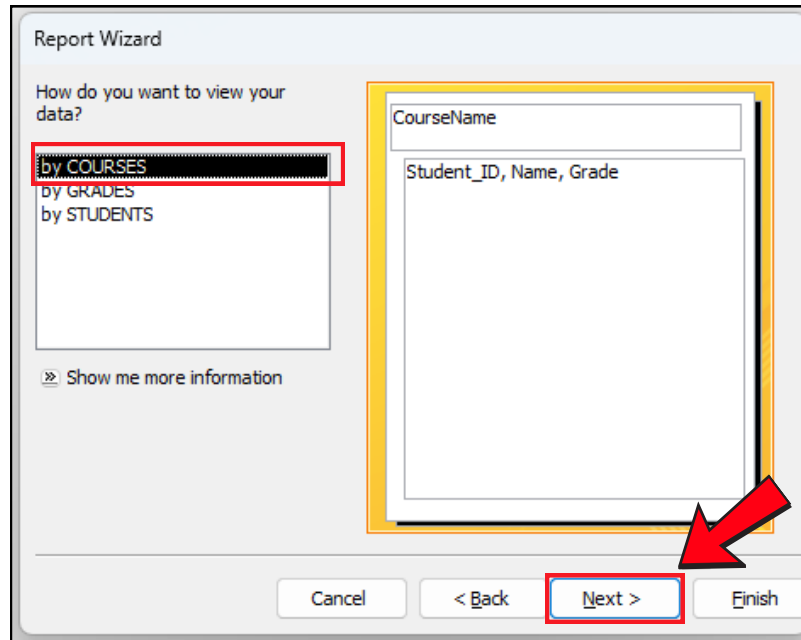 Report Wizard
How do you want to view your
data?
by COURSES
by GRADES
by STUDENTS
Show me more information
CourseName
Student_ID, Name, Grade
Cancel
< Back
Next >
Finish